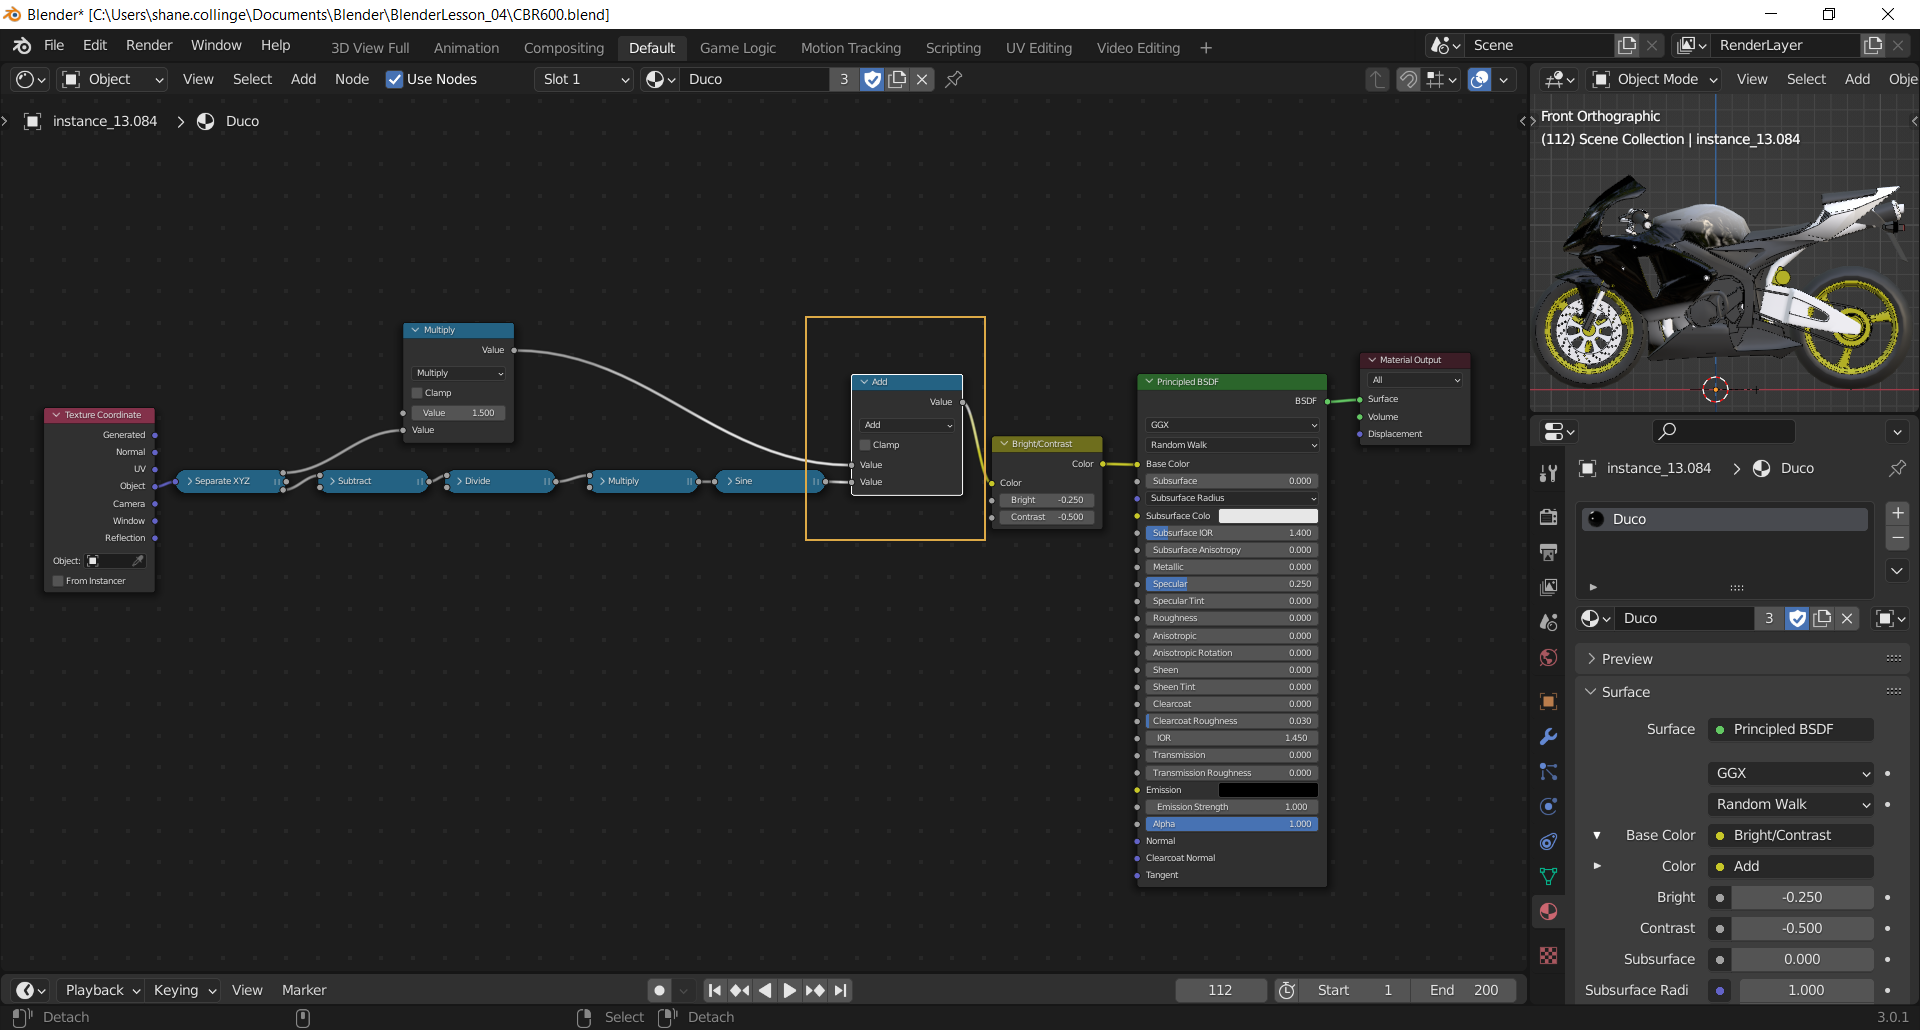 Blender* [C:\Users\shane.collinge\Documents\Blender\BlenderLesson_04\CBR600.blend]
File Edit Render Window Help 3D View Full Animation Compositing Default Game Logic Motion Tracking Scripting UV Editing Video Editing + Scene RenderLayer
Object View Select Add Node Use Nodes Slot 1 Duco 3 Object Mode View Select Add Obje
instance_13.084 > Duco
Front Orthographic
(112) Scene Collection | instance_13.084
Multiply
Value
Multiply
Clamp
Value 1.500
Value
Texture Coordinate
Generated
Normal
UV
Object
Camera
Window
Reflection
Object:
From Instancer
Separate XYZ
Subtract
Divide
Multiply
Sine
Add
Value
Add
Clamp
Value
Value
Bright/Contrast
Color
Color
Bright -0.250
Contrast -0.500
Principled BSDF
BSDF
GGX
Random Walk
Base Color
Subsurface 0.000
Subsurface Radius
Subsurface Colo
Subsurface IOR 1.400
Subsurface Anisotropy 0.000
Metallic 0.000
Specular 0.250
Specular Tint 0.000
Roughness 0.000
Anisotropic 0.000
Anisotropic Rotation 0.000
Sheen 0.000
Sheen Tint 0.000
Clearcoat 0.000
Clearcoat Roughness 0.030
IOR 1.450
Transmission 0.000
Transmission Roughness 0.000
Emission
Emission Strength 1.000
Alpha 1.000
Normal
Clearcoat Normal
Tangent
Material Output
All
Surface
Volume
Displacement
instance_13.084 > Duco
Duco
Duco 3
Preview
Surface
Surface Principled BSDF
GGX
Random Walk
Base Color Bright/Contrast
Color Add
Bright -0.250
Contrast -0.500
Subsurface 0.000
Subsurface Radi 1.000
Playback Keying View Marker 112 Start 1 End 200
Detach Select Detach 3.0.1